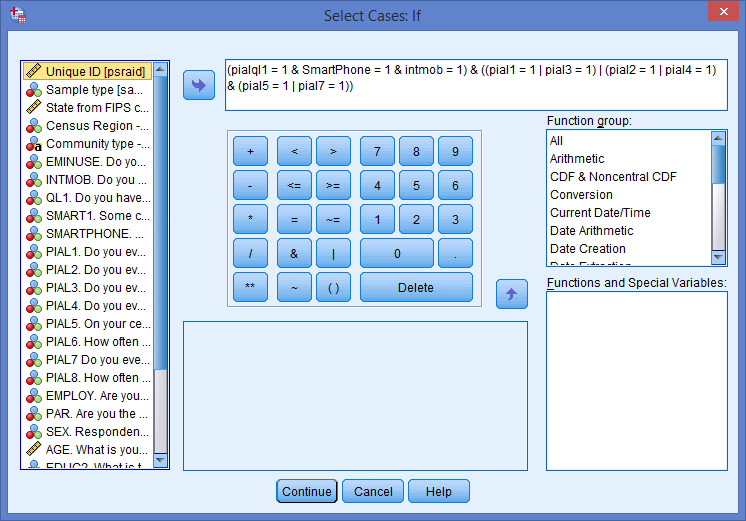 Select Cases: If
Unique ID [psraid]
Sample type [sa...
State from FIPS c...
Census Region -...
Community type -...
EMINUSE. Do yo...
INTMOB. Do you ...
QL1. Do you have...
SMART1. Some c...
SMARTPHONE. ...
PIAL1. Do you ev...
PIAL2. Do you ev...
PIAL3. Do you ev...
PIAL4. Do you ev...
PIAL5. On your ce...
PIAL6. How often ...
PIAL7 Do you eve...
PIAL8. How often ...
EMPLOY. Are you...
PAR. Are you the ...
SEX. Responden...
AGE. What is you...
EDUC2. What is t...
(pialql1 = 1 & SmartPhone = 1 & intmob = 1) & ((pial1 = 1 | pial3 = 1) | (pial2 = 1 | pial4 = 1)
& (pial5 = 1 | pial7 = 1))
+ < > 7 8 9
- <= >= 4 5 6
* = ~= 1 2 3
/ & | 0 .
** ~ ( ) Delete
Function group:
All
Arithmetic
CDF & Noncentral CDF
Conversion
Current Date/Time
Date Arithmetic
Date Creation
Date Extraction
Functions and Special Variables:
Continue Cancel Help